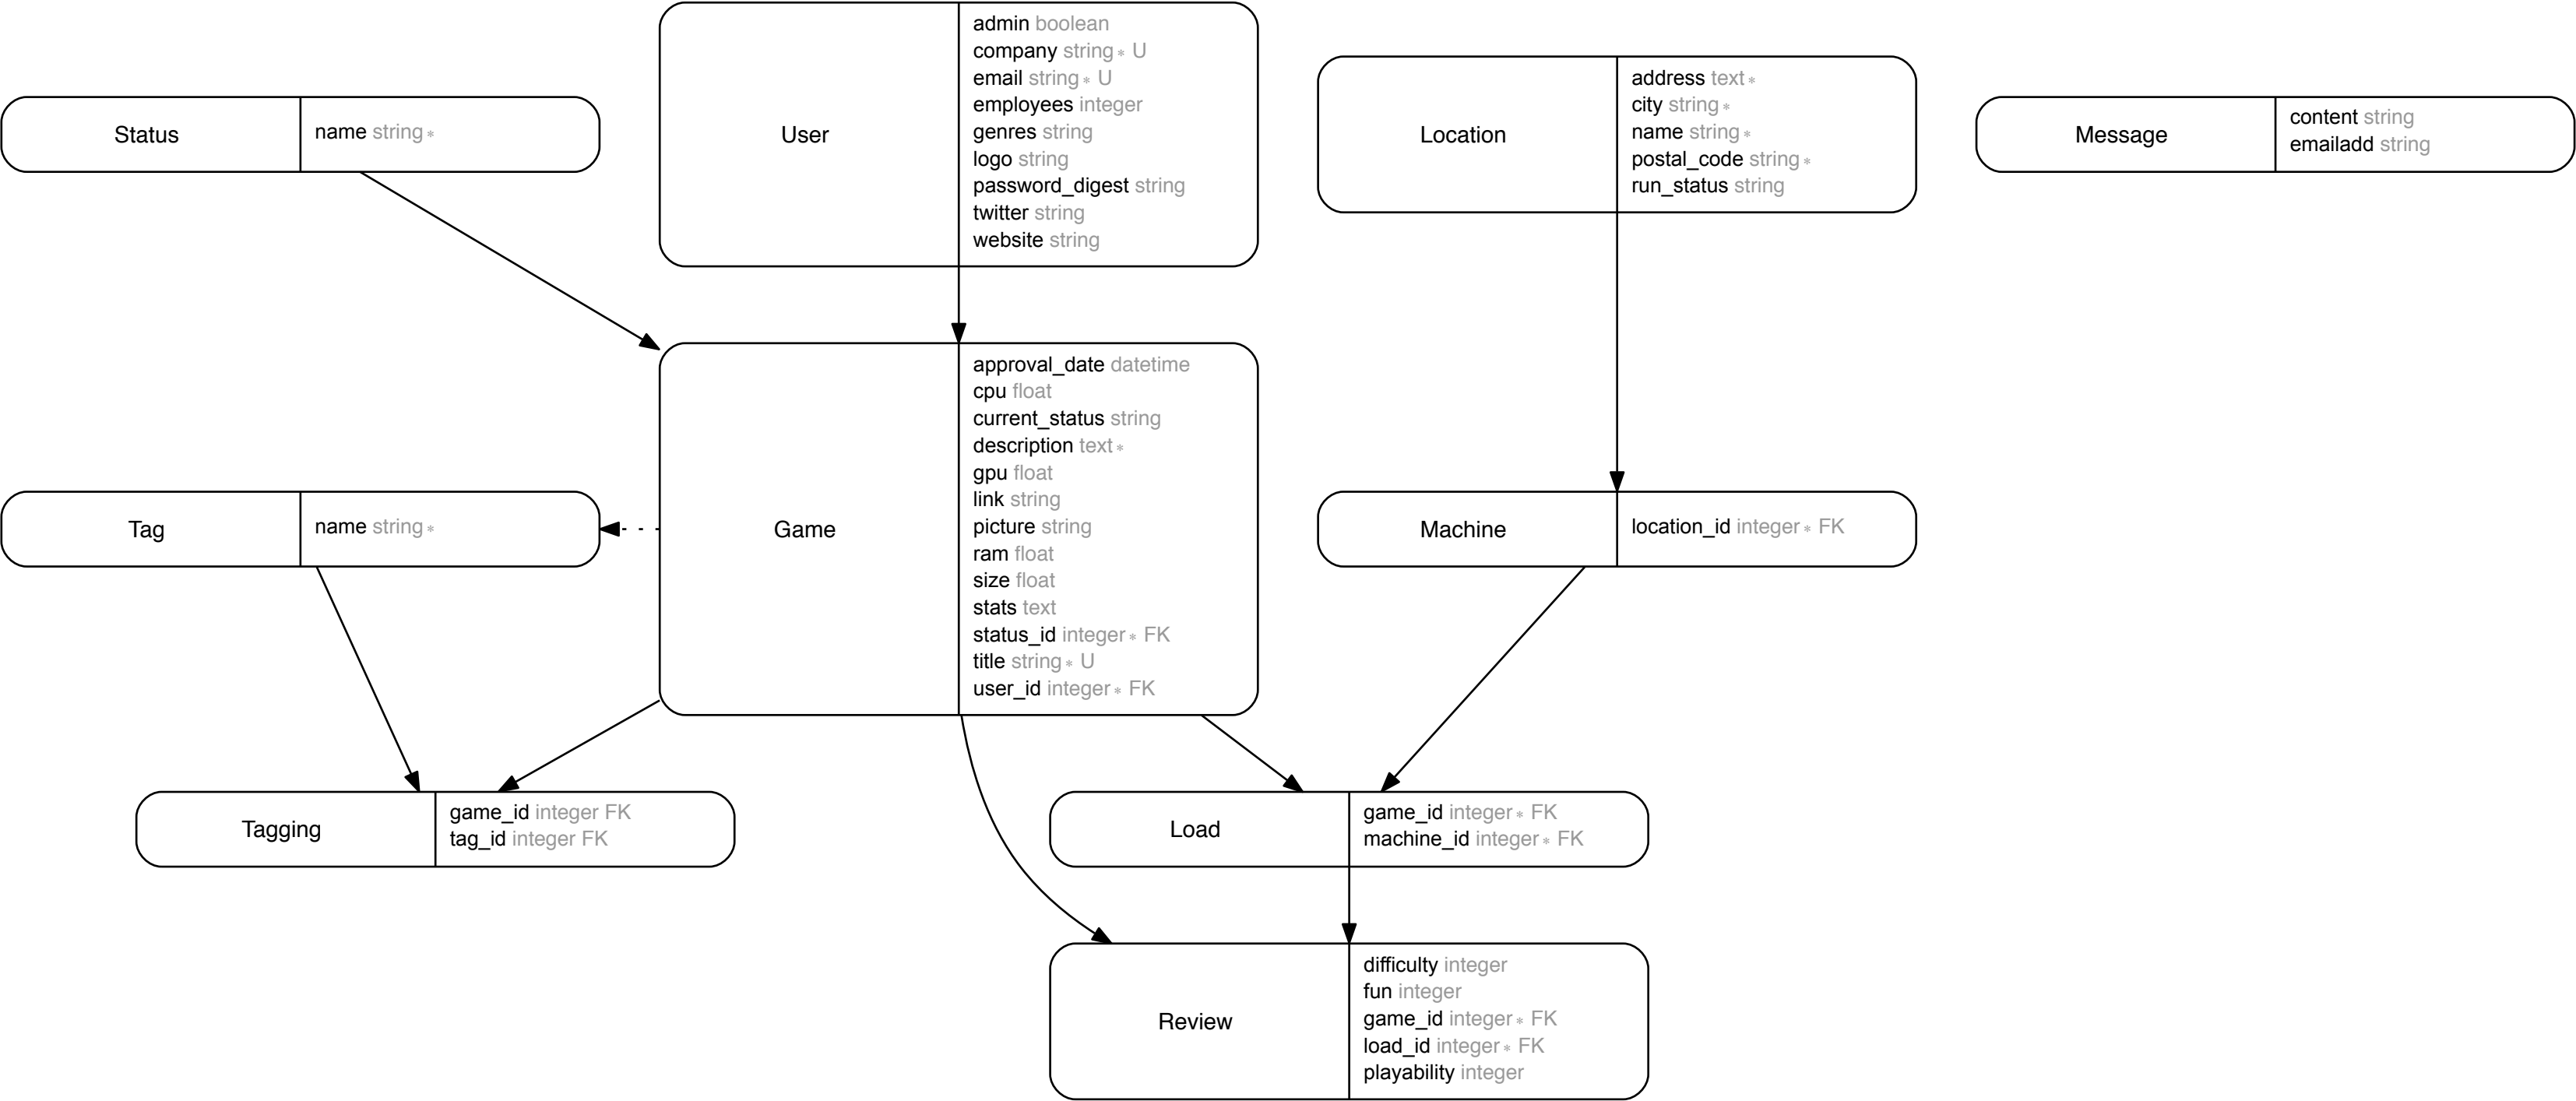 Status
name string∗
User
admin boolean
company string∗ U
email string∗ U
employees integer
genres string
logo string
password_digest string
twitter string
website string
Location
address text∗
city string∗
name string∗
postal_code string∗
run_status string
Message
content string
emailadd string
Tag
name string∗
Game
approval_date datetime
cpu float
current_status string
description text∗
gpu float
link string
picture string
ram float
size float
stats text
status_id integer∗ FK
title string∗ U
user_id integer∗ FK
Machine
location_id integer∗ FK
Tagging
game_id integer FK
tag_id integer FK
Load
game_id integer∗ FK
machine_id integer∗ FK
Review
difficulty integer
fun integer
game_id integer∗ FK
load_id integer∗ FK
playability integer